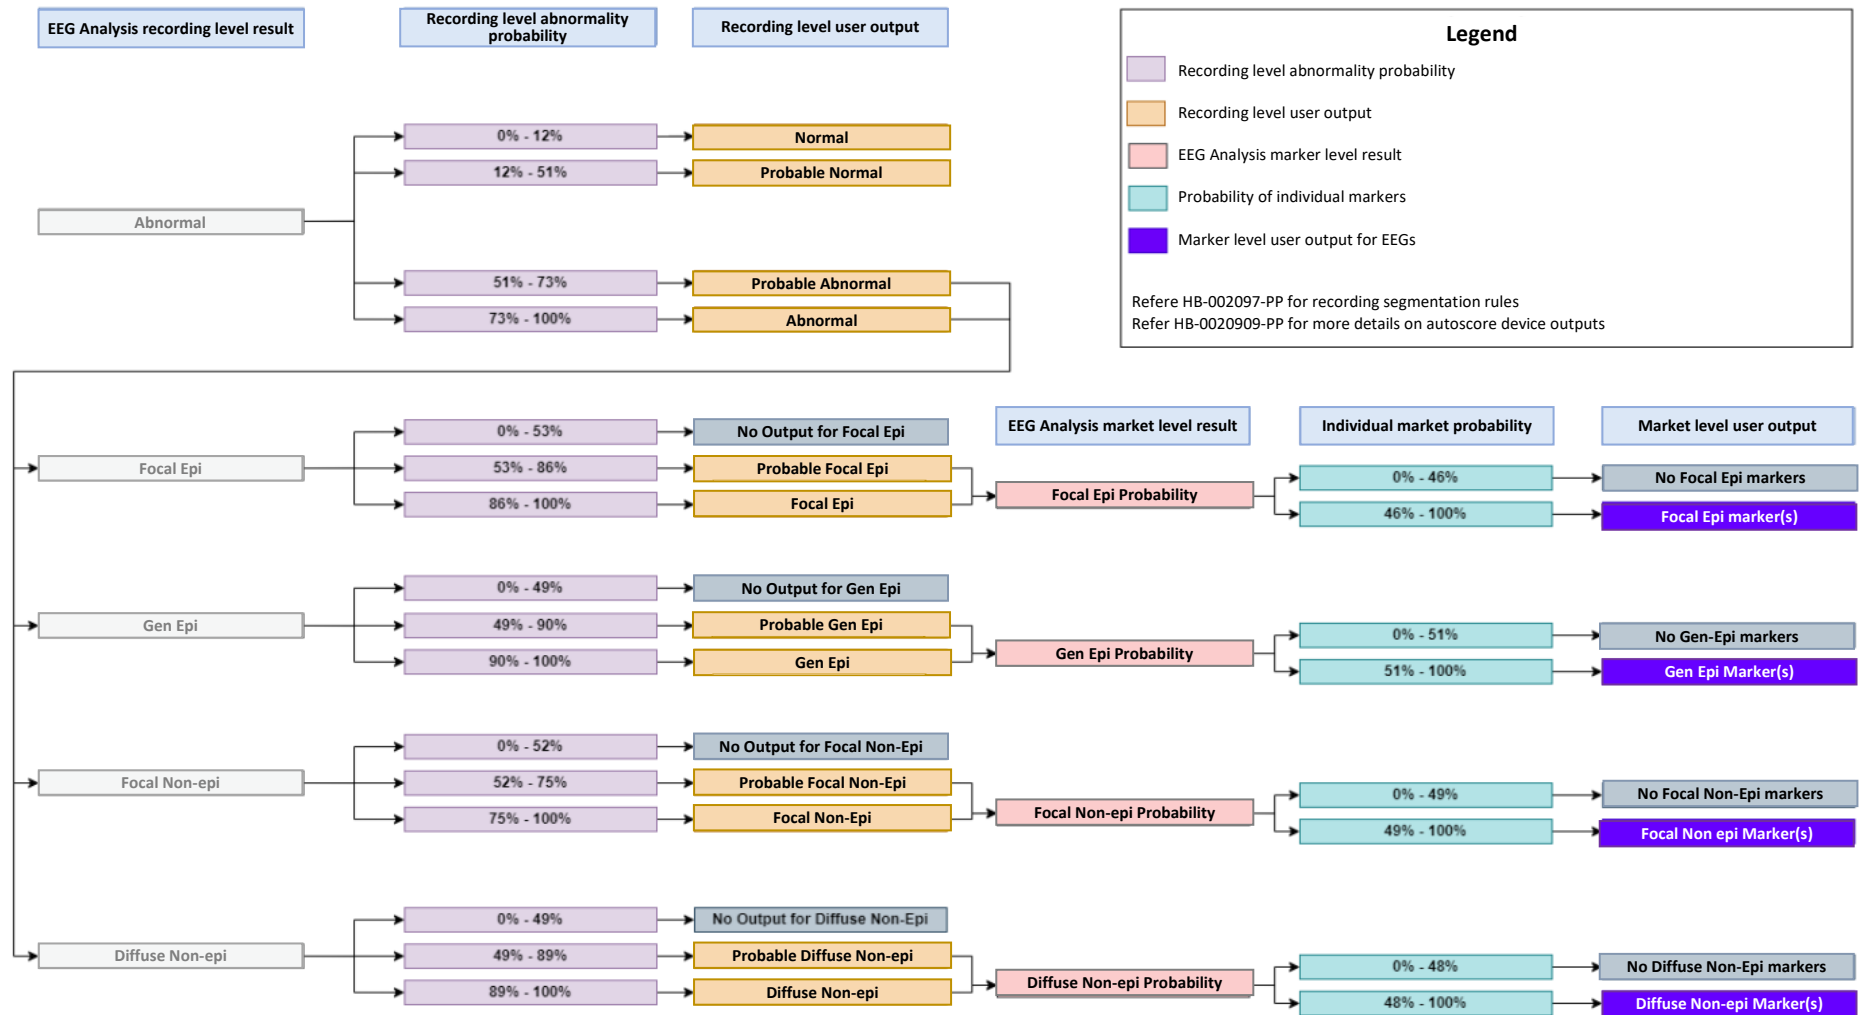 EEG Analysis recording level result
Recording level abnormality
probability
Recording level user output
Legend
Recording level abnormality probability
Recording level user output
EEG Analysis marker level result
Probability of individual markers
Marker level user output for EEGs
Refere HB-002097-PP for recording segmentation rules
Refer HB-0020909-PP for more details on autoscore device outputs
Abnormal
0% - 12%
Normal
12% - 51%
Probable Normal
51% - 73%
Probable Abnormal
73% - 100%
Abnormal
EEG Analysis market level result
Individual market probability
Market level user output
Focal Epi
0% - 53%
No Output for Focal Epi
53% - 86%
Probable Focal Epi
86% - 100%
Focal Epi
Focal Epi Probability
0% - 46%
No Focal Epi markers
46% - 100%
Focal Epi marker(s)
Gen Epi
0% - 49%
No Output for Gen Epi
49% - 90%
Probable Gen Epi
90% - 100%
Gen Epi
Gen Epi Probability
0% - 51%
No Gen-Epi markers
51% - 100%
Gen Epi Marker(s)
Focal Non-epi
0% - 52%
No Output for Focal Non-Epi
52% - 75%
Probable Focal Non-Epi
75% - 100%
Focal Non-Epi
Focal Non-epi Probability
0% - 49%
No Focal Non-Epi markers
49% - 100%
Focal Non epi Marker(s)
Diffuse Non-epi
0% - 49%
No Output for Diffuse Non-Epi
49% - 89%
Probable Diffuse Non-epi
89% - 100%
Diffuse Non-epi
Diffuse Non-epi Probability
0% - 48%
No Diffuse Non-Epi markers
48% - 100%
Diffuse Non-epi Marker(s)